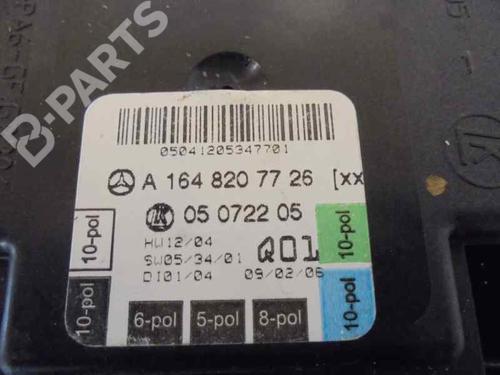 05041205347701
A 164 820 77 26 [xx
05 0722 05
HW12/04
SW05/34/01
DI01/04
Q01
09/02/06
10-pol
10-pol
10-pol
10-pol
6-pol
5-pol
8-pol
B-PARTS